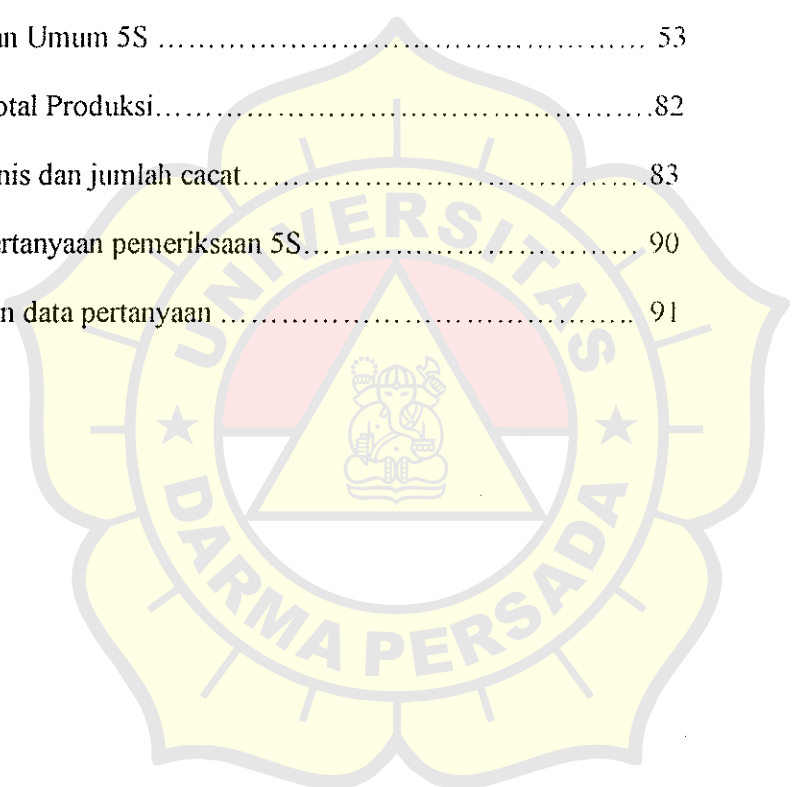 an Umum 5S ................................................ 53
otal Produksi.................................................82
nis dan jumlah cacat.........................................83
ertanyaan pemeriksaan 5S................................. 90
n data pertanyaan ......................................... 91
UNIVERSITAS
DARMA PERSADA